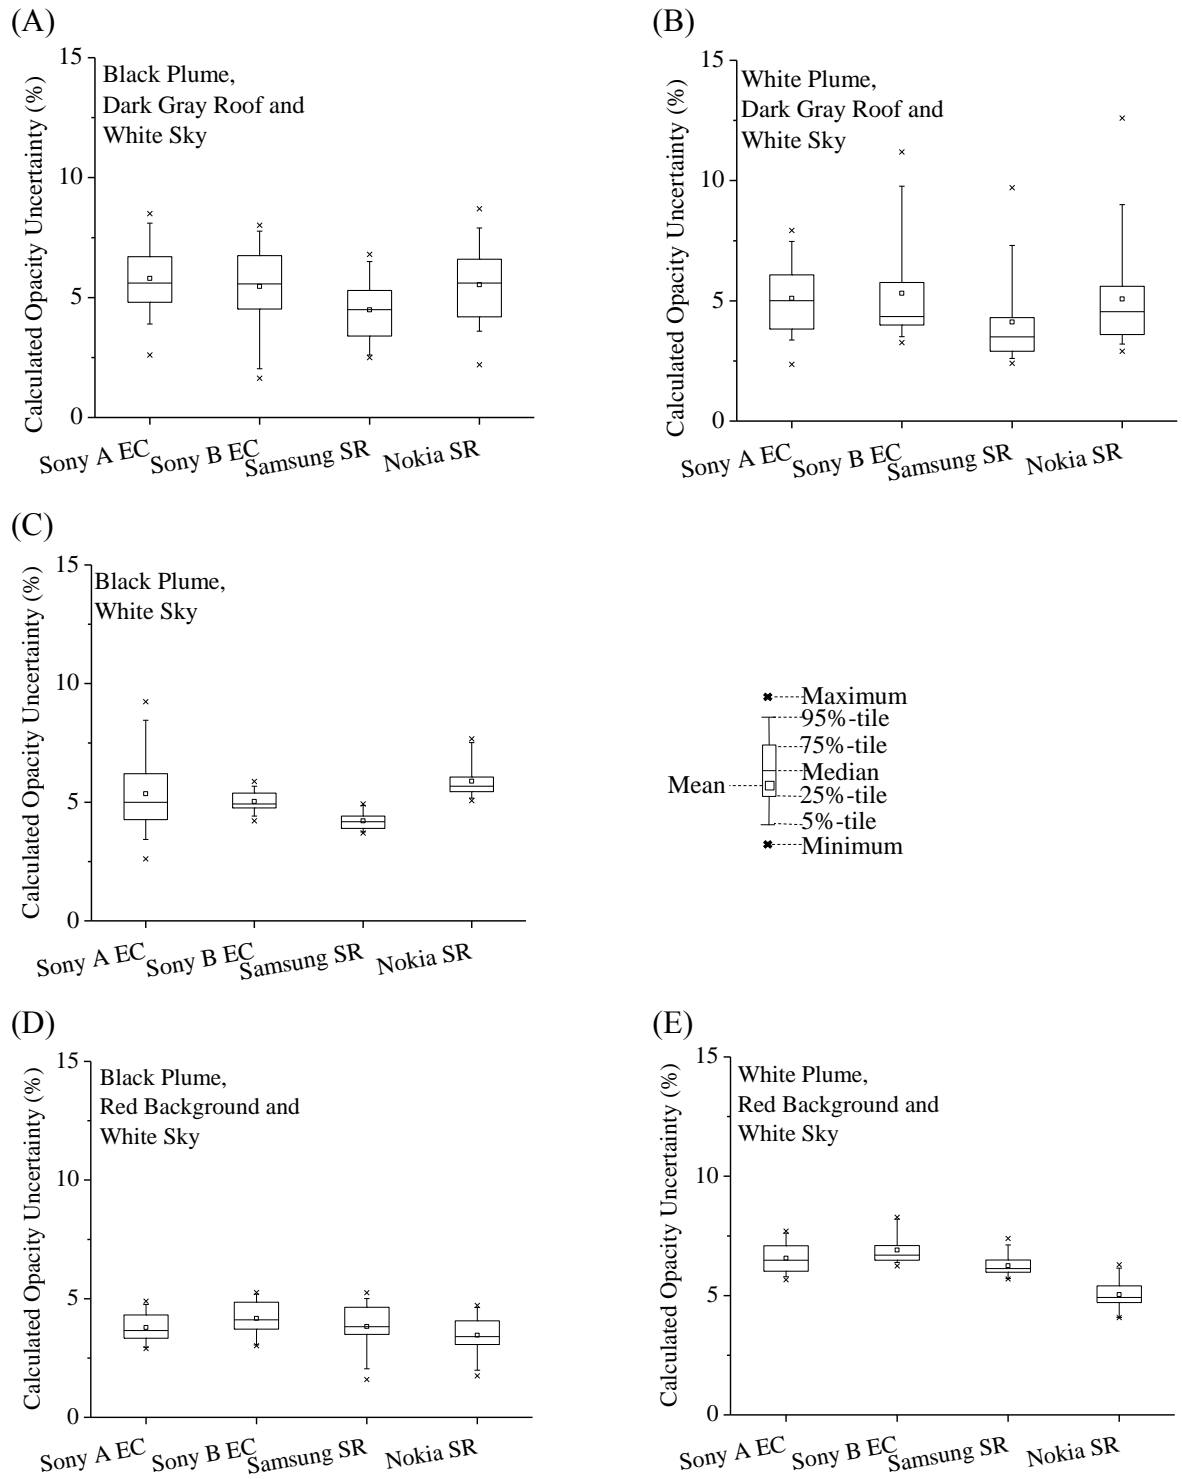 (A)
Calculated Opacity Uncertainty (%)
15
10
5
0
Black Plume,
Dark Gray Roof and
White Sky
Sony A EC
Sony B EC
Samsung SR
Nokia SR
(B)
Calculated Opacity Uncertainty (%)
15
10
5
0
White Plume,
Dark Gray Roof and
White Sky
Sony A EC
Sony B EC
Samsung SR
Nokia SR
(C)
Calculated Opacity Uncertainty (%)
15
10
5
0
Black Plume,
White Sky
Sony A EC
Sony B EC
Samsung SR
Nokia SR
Maximum
95%-tile
75%-tile
Median
Mean
25%-tile
5%-tile
Minimum
(D)
Calculated Opacity Uncertainty (%)
15
10
5
0
Black Plume,
Red Background and
White Sky
Sony A EC
Sony B EC
Samsung SR
Nokia SR
(E)
Calculated Opacity Uncertainty (%)
15
10
5
0
White Plume,
Red Background and
White Sky
Sony A EC
Sony B EC
Samsung SR
Nokia SR